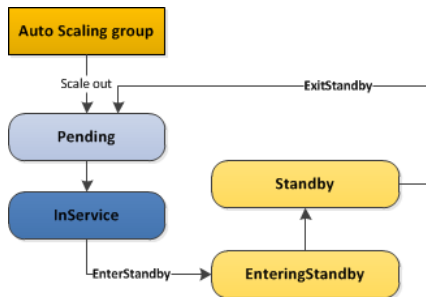 Auto Scaling group
Scale out
ExitStandby
Pending
Standby
InService
EnterStandby
EnteringStandby